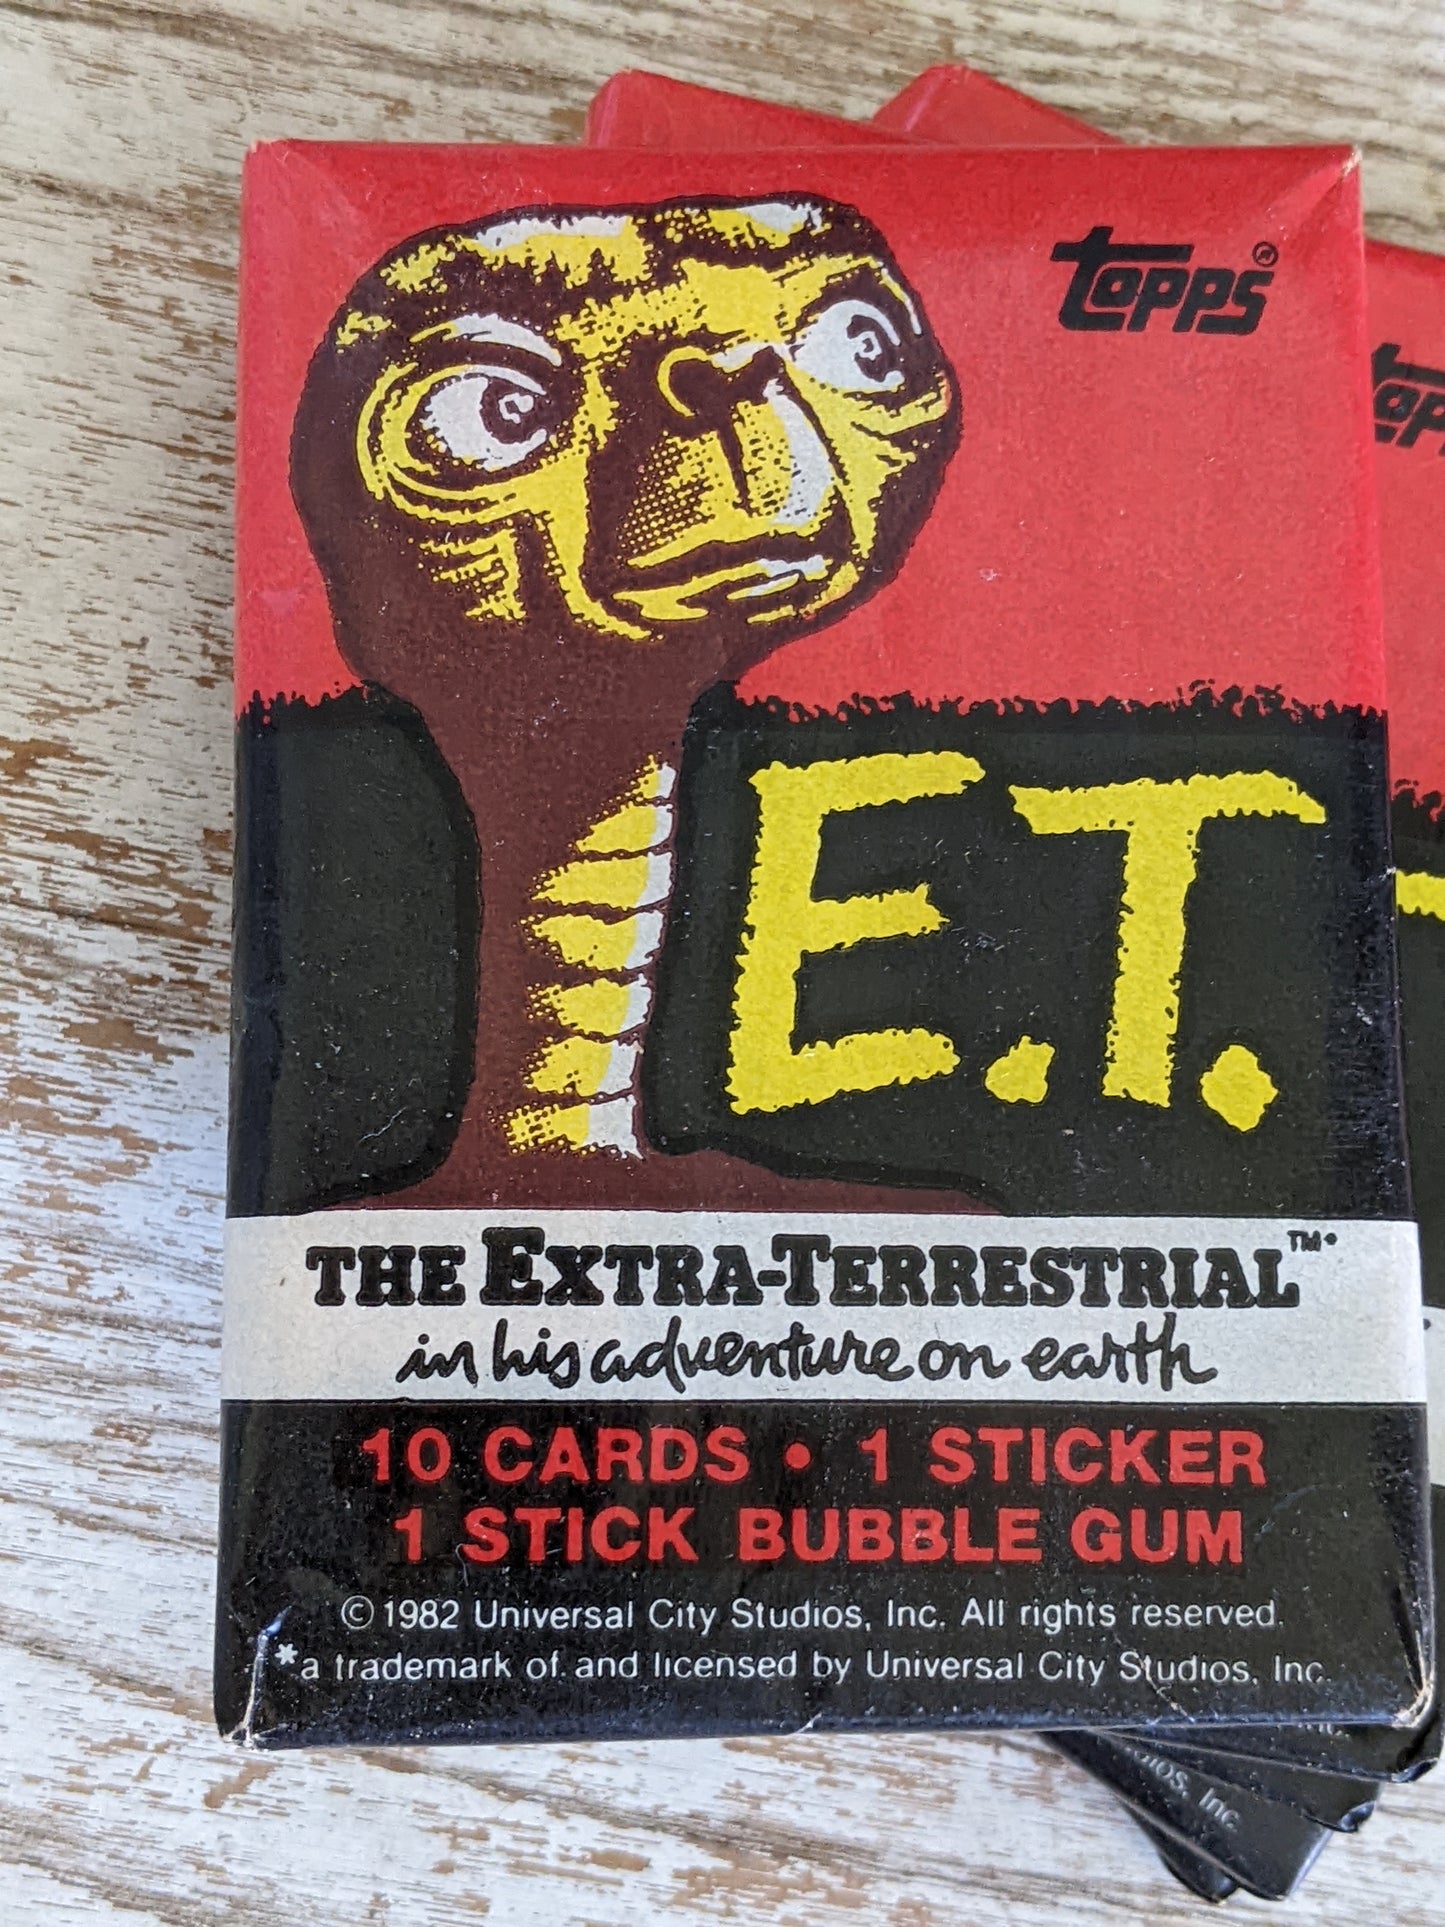 topps®
E.T.
THE EXTRA-TERRESTRIAL™*
in his adventure on earth
10 CARDS • 1 STICKER
1 STICK BUBBLE GUM
© 1982 Universal City Studios, Inc. All rights reserved.
*a trademark of and licensed by Universal City Studios, Inc.
Inc.